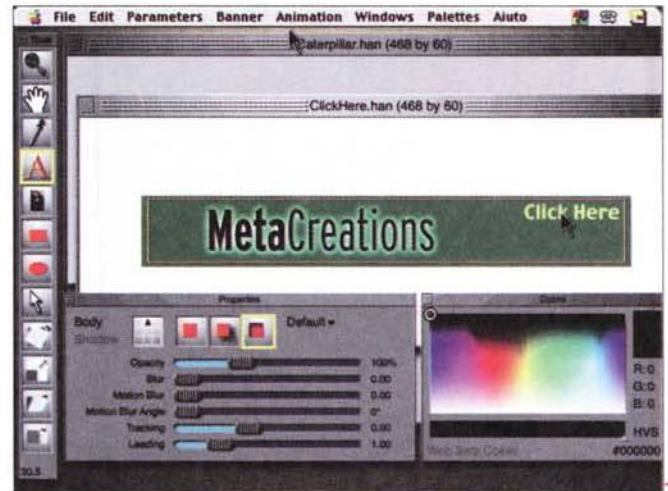 File Edit Parameters Banner Animation Windows Palettes Aiuto
Caterpillar.han (468 by 60)
ClickHere.han (468 by 60)
MetaCreations
Click Here
Properties
Colors
Body
Shadow
Default
Opacity 100%
Blur 0.00
Motion Blur 0.00
Motion Blur Angle 0°
Tracking 0.00
Leading 1.00
R:0
G:0
B:0
HVS
Web Safe Colors #000000